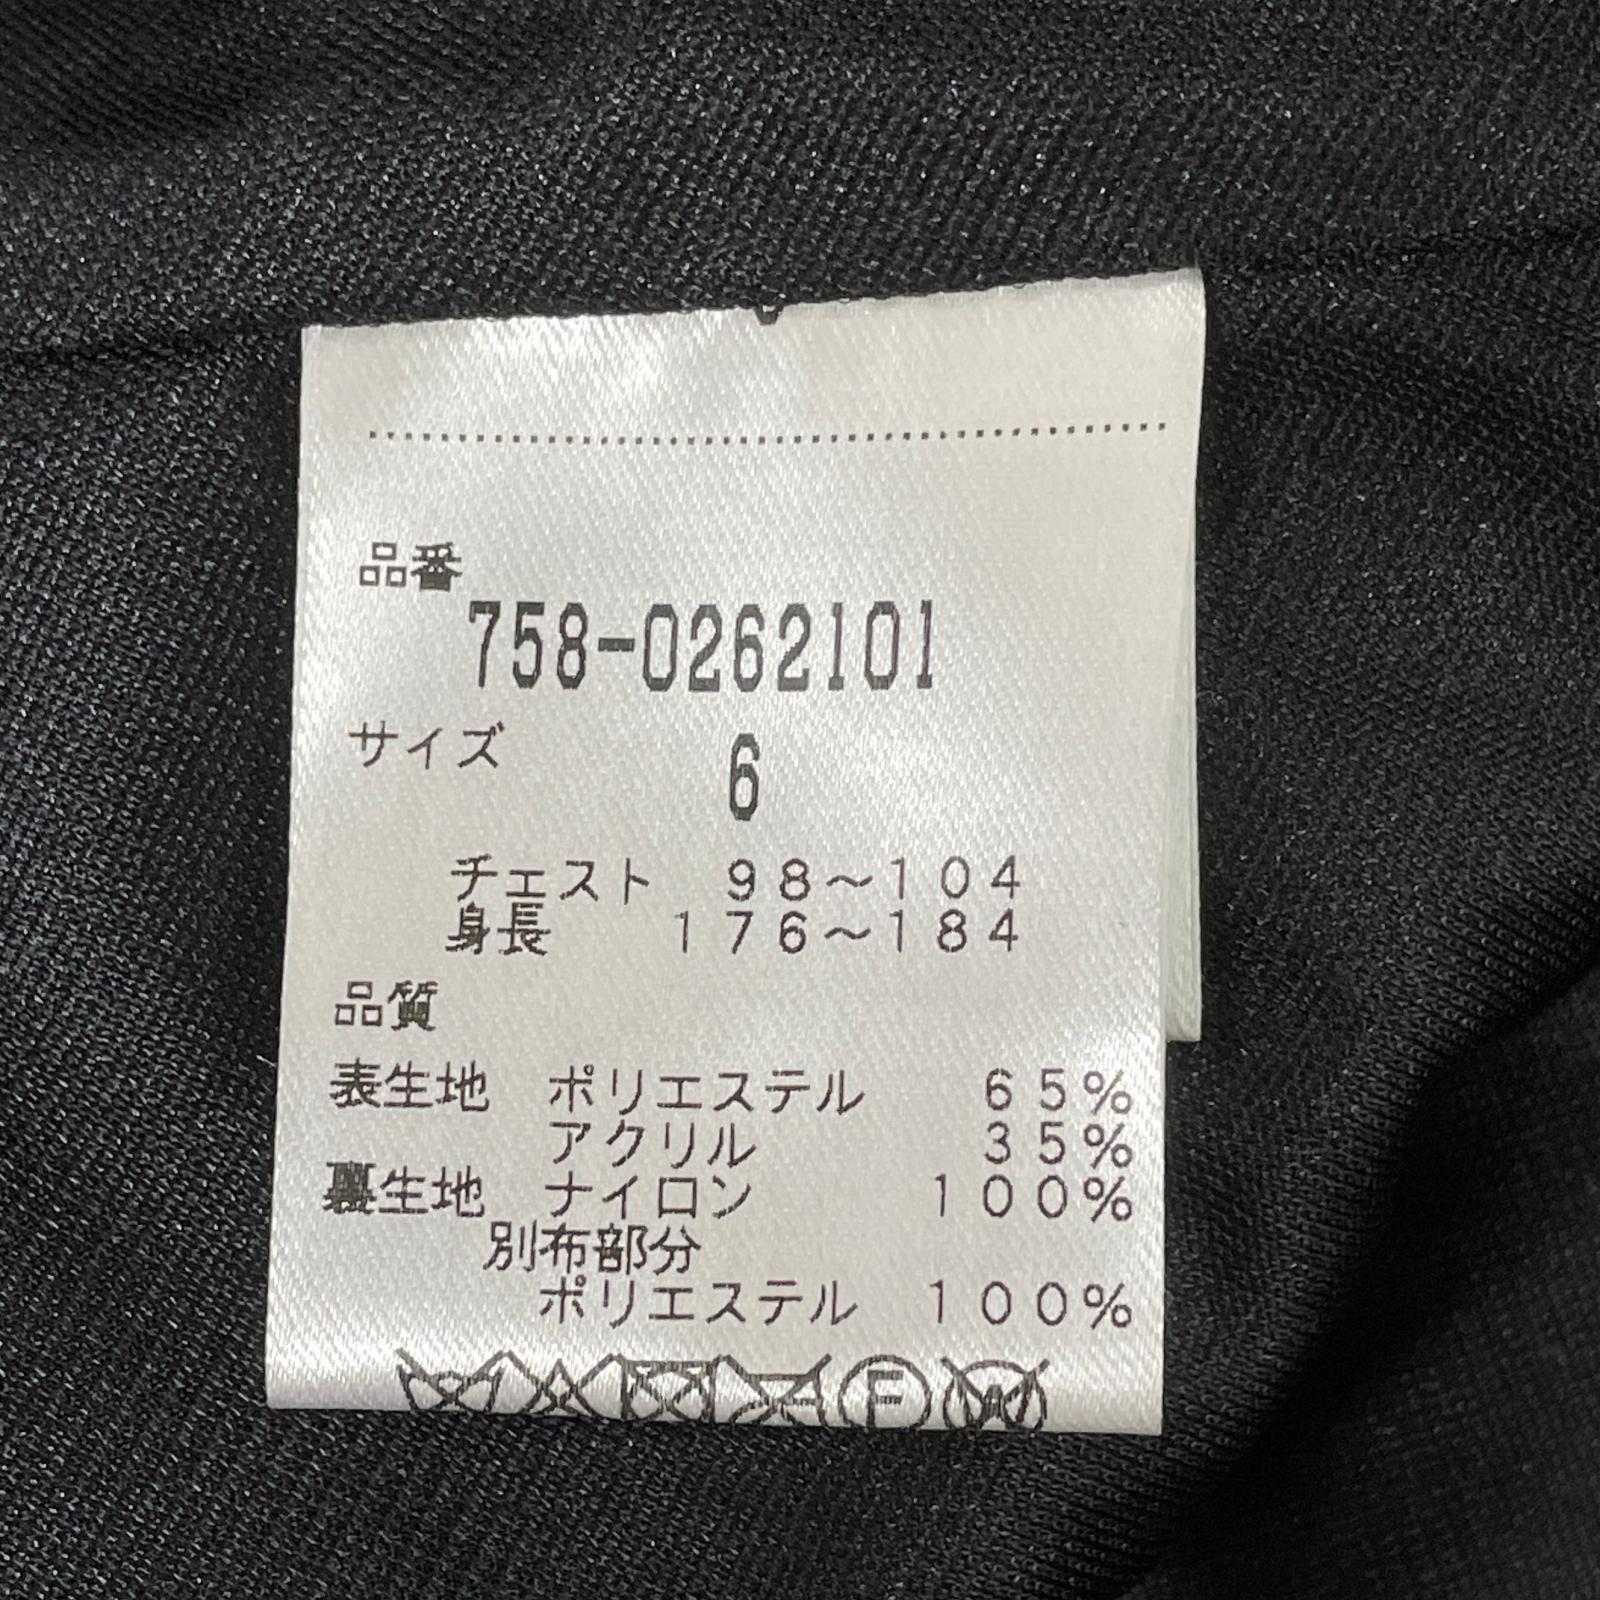 品番
758-0262101
サイズ 6
チェスト 98〜104
身長 176〜184
品質
表生地 ポリエステル 65%
アクリル 35%
裏生地 ナイロン 100%
別布部分
ポリエステル 100%
F W